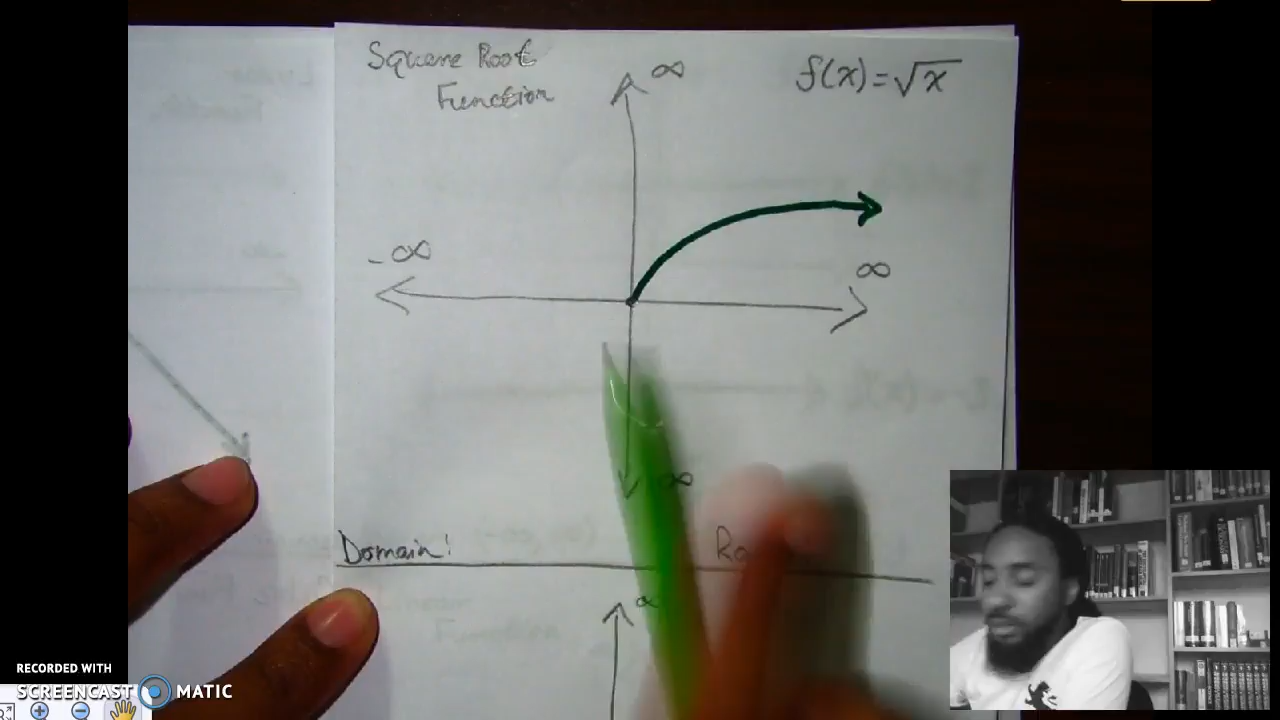 Square Root
Function
f(x)=√x
∞
-∞
∞
∞
Domain:
RECORDED WITH
SCREENCAST MATIC